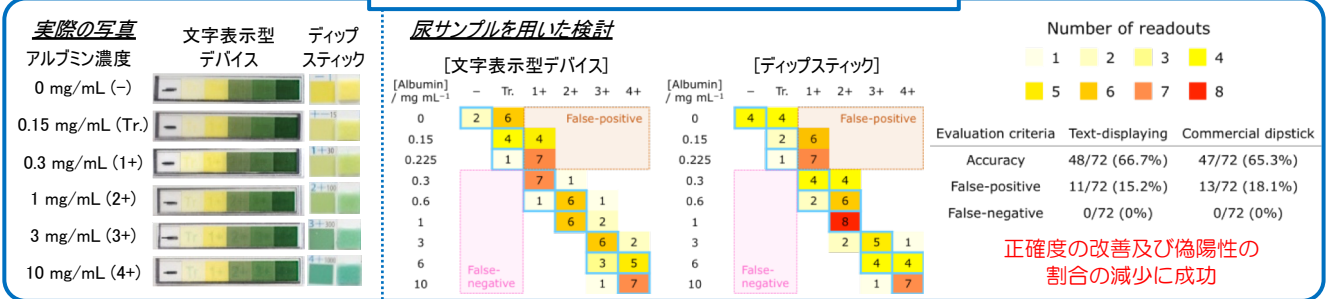 実際の写真
アルブミン濃度
文字表示型
デバイス
ディップ
スティック
0 mg/mL (-)
0.15 mg/mL (Tr.)
0.3 mg/mL (1+)
1 mg/mL (2+)
3 mg/mL (3+)
10 mg/mL (4+)
尿サンプルを用いた検討
[文字表示型デバイス]
[Albumin]
/ mg mL⁻¹
− Tr. 1+ 2+ 3+ 4+
0 2 6 False-positive
0.15 4 4
0.225 1 7
0.3 7 1
0.6 1 6 1
1 6 2
3 6 2
6 3 5
10 1 7
False-
negative
[ディップスティック]
[Albumin]
/ mg mL⁻¹
− Tr. 1+ 2+ 3+ 4+
0 4 4 False-positive
0.15 2 6
0.225 1 7
0.3 4 4
0.6 2 6
1 8
3 2 5 1
6 4 4
10 1 7
False-
negative
Number of readouts
1 2 3 4
5 6 7 8
Evaluation criteria Text-displaying Commercial dipstick
Accuracy 48/72 (66.7%) 47/72 (65.3%)
False-positive 11/72 (15.2%) 13/72 (18.1%)
False-negative 0/72 (0%) 0/72 (0%)
正確度の改善及び偽陽性の
割合の減少に成功